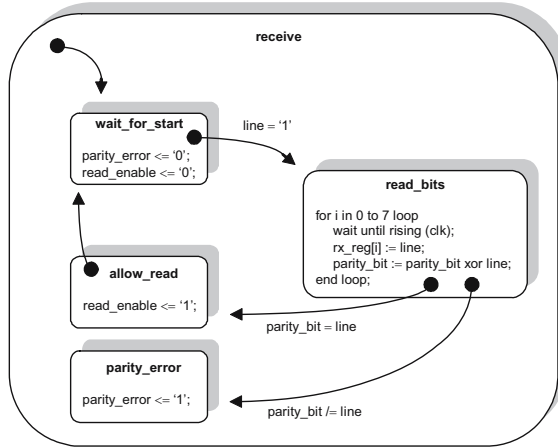 receive
wait_for_start
parity_error <= ‘0’;
read_enable <= ‘0’;
line = ‘1’
read_bits
for i in 0 to 7 loop
wait until rising (clk);
rx_reg[i] := line;
parity_bit := parity_bit xor line;
end loop;
allow_read
read_enable <= ‘1’;
parity_bit = line
parity_error
parity_error <= ‘1’;
parity_bit /= line